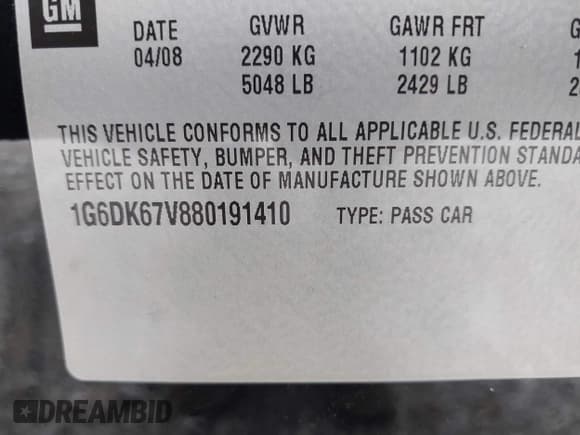 GM
DATE GVWR GAWR FRT G
04/08 2290 KG 1102 KG 1
5048 LB 2429 LB 2
THIS VEHICLE CONFORMS TO ALL APPLICABLE U.S. FEDERAL
VEHICLE SAFETY, BUMPER, AND THEFT PREVENTION STANDA
EFFECT ON THE DATE OF MANUFACTURE SHOWN ABOVE.
1G6DK67V880191410 TYPE: PASS CAR
DREAMBID